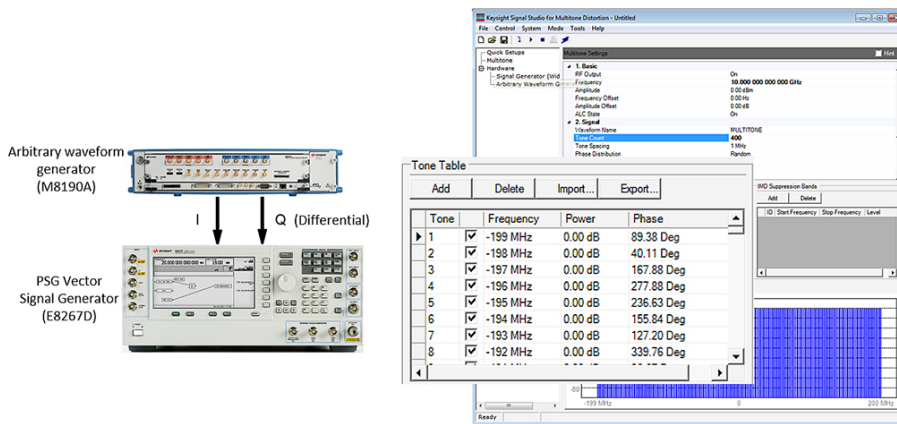 Keysight Signal Studio for Multitone Distortion - Untitled
File Control System Mode Tools Help
Quick Setups
Multitone
Hardware
Signal Generator (Wid
Arbitrary Waveform Gener
Multitone Settings
Hint
1. Basic
RF Output On
Frequency 10.000 000 000 000 GHz
Amplitude 0.00 dBm
Frequency Offset 0.00 Hz
Amplitude Offset 0.00 dB
ALC State On
2. Signal
Waveform Name MULTITONE
Tone Count 400
Tone Spacing 1 MHz
Phase Distribution Random
Arbitrary waveform
generator
(M8190A)
I Q (Differential)
PSG Vector
Signal Generator
(E8267D)
Tone Table
Add Delete Import... Export...
Tone Frequency Power Phase
1 -199 MHz 0.00 dB 89.38 Deg
2 -198 MHz 0.00 dB 40.11 Deg
3 -197 MHz 0.00 dB 167.88 Deg
4 -196 MHz 0.00 dB 277.88 Deg
5 -195 MHz 0.00 dB 236.63 Deg
6 -194 MHz 0.00 dB 155.84 Deg
7 -193 MHz 0.00 dB 127.20 Deg
8 -192 MHz 0.00 dB 339.76 Deg
IMD Suppression Bands
Add Delete
ID Start Frequency Stop Frequency Level
-80
-199 MHz 0 200 MHz
Ready